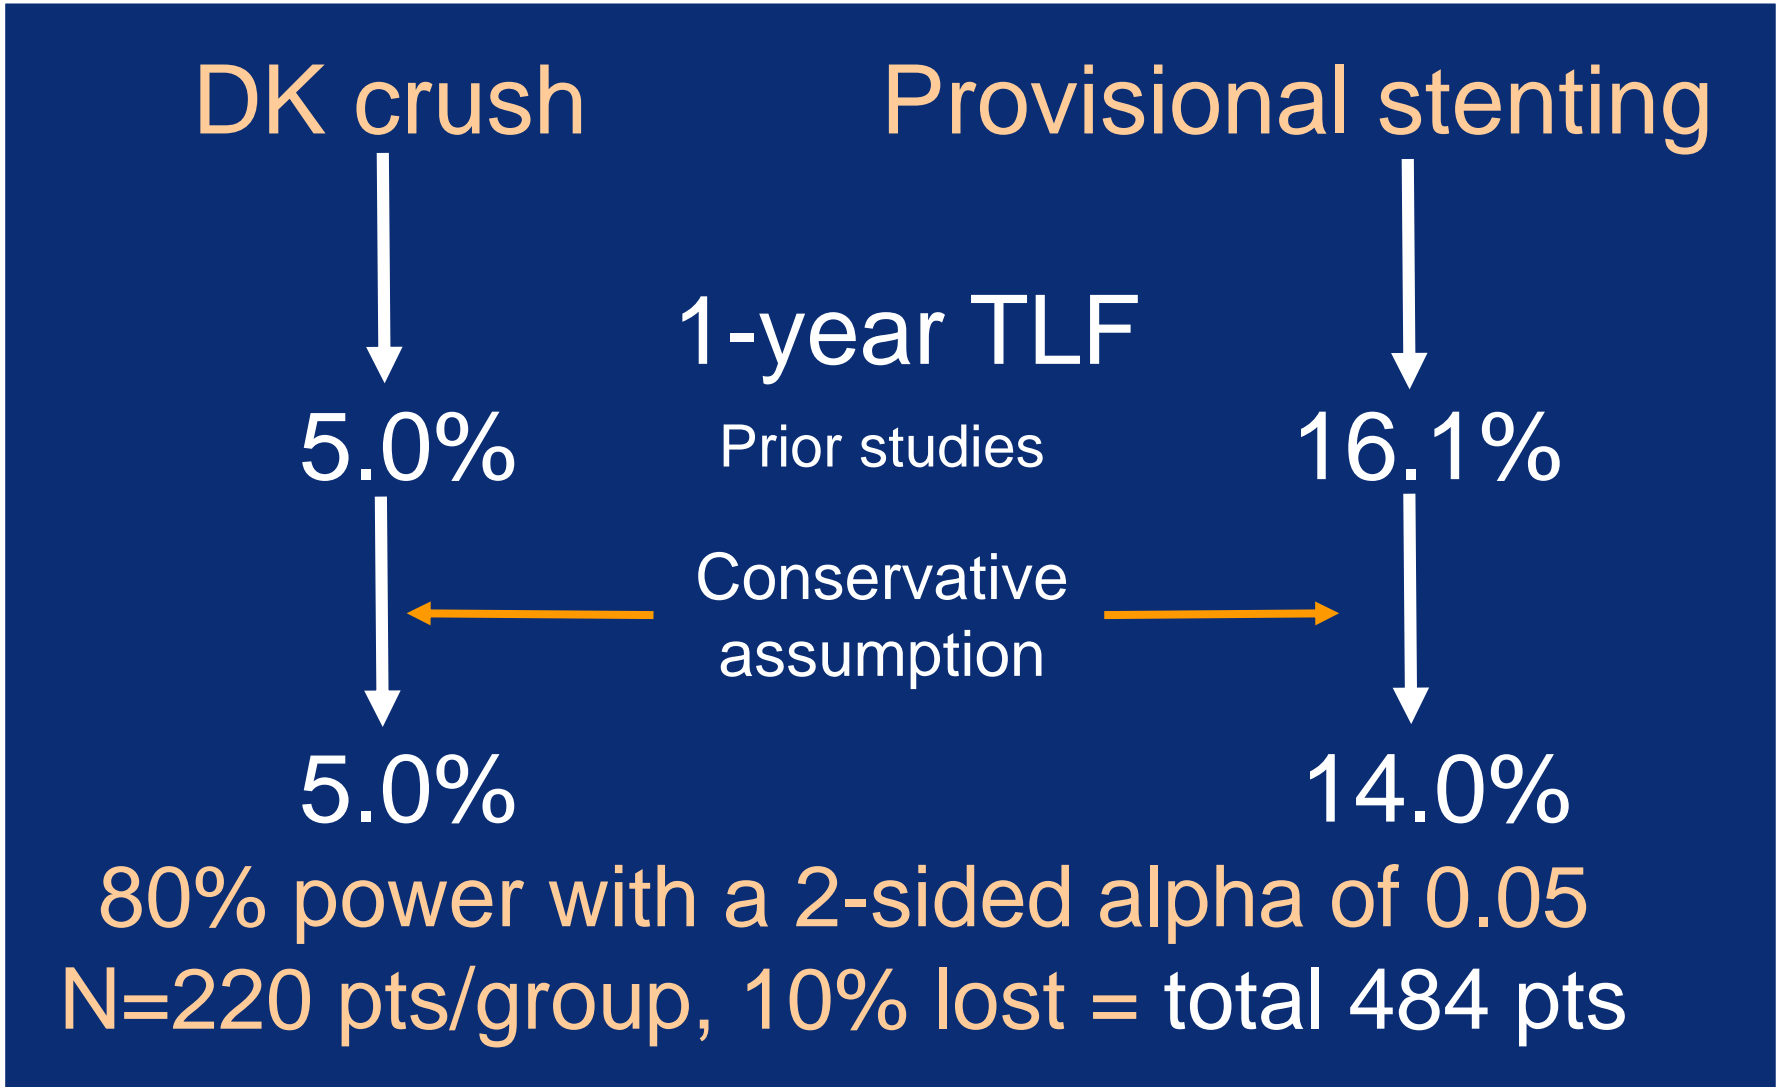 DK crush
Provisional stenting
1-year TLF
5.0%
Prior studies
16.1%
Conservative
assumption
5.0%
14.0%
80% power with a 2-sided alpha of 0.05
N=220 pts/group, 10% lost = total 484 pts